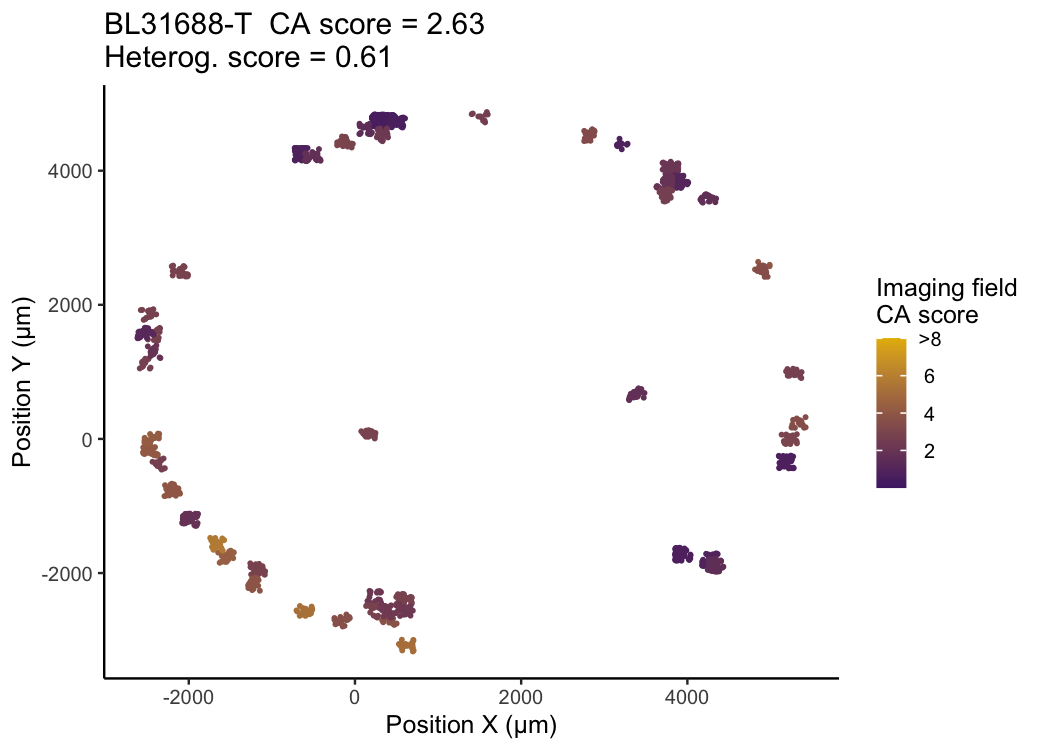 BL31688-T  CA score = 2.63
Heterog. score = 0.61
Position Y (µm)
4000
2000
0
-2000
-2000
0
2000
4000
Position X (µm)
Imaging field
CA score
>8
6
4
2